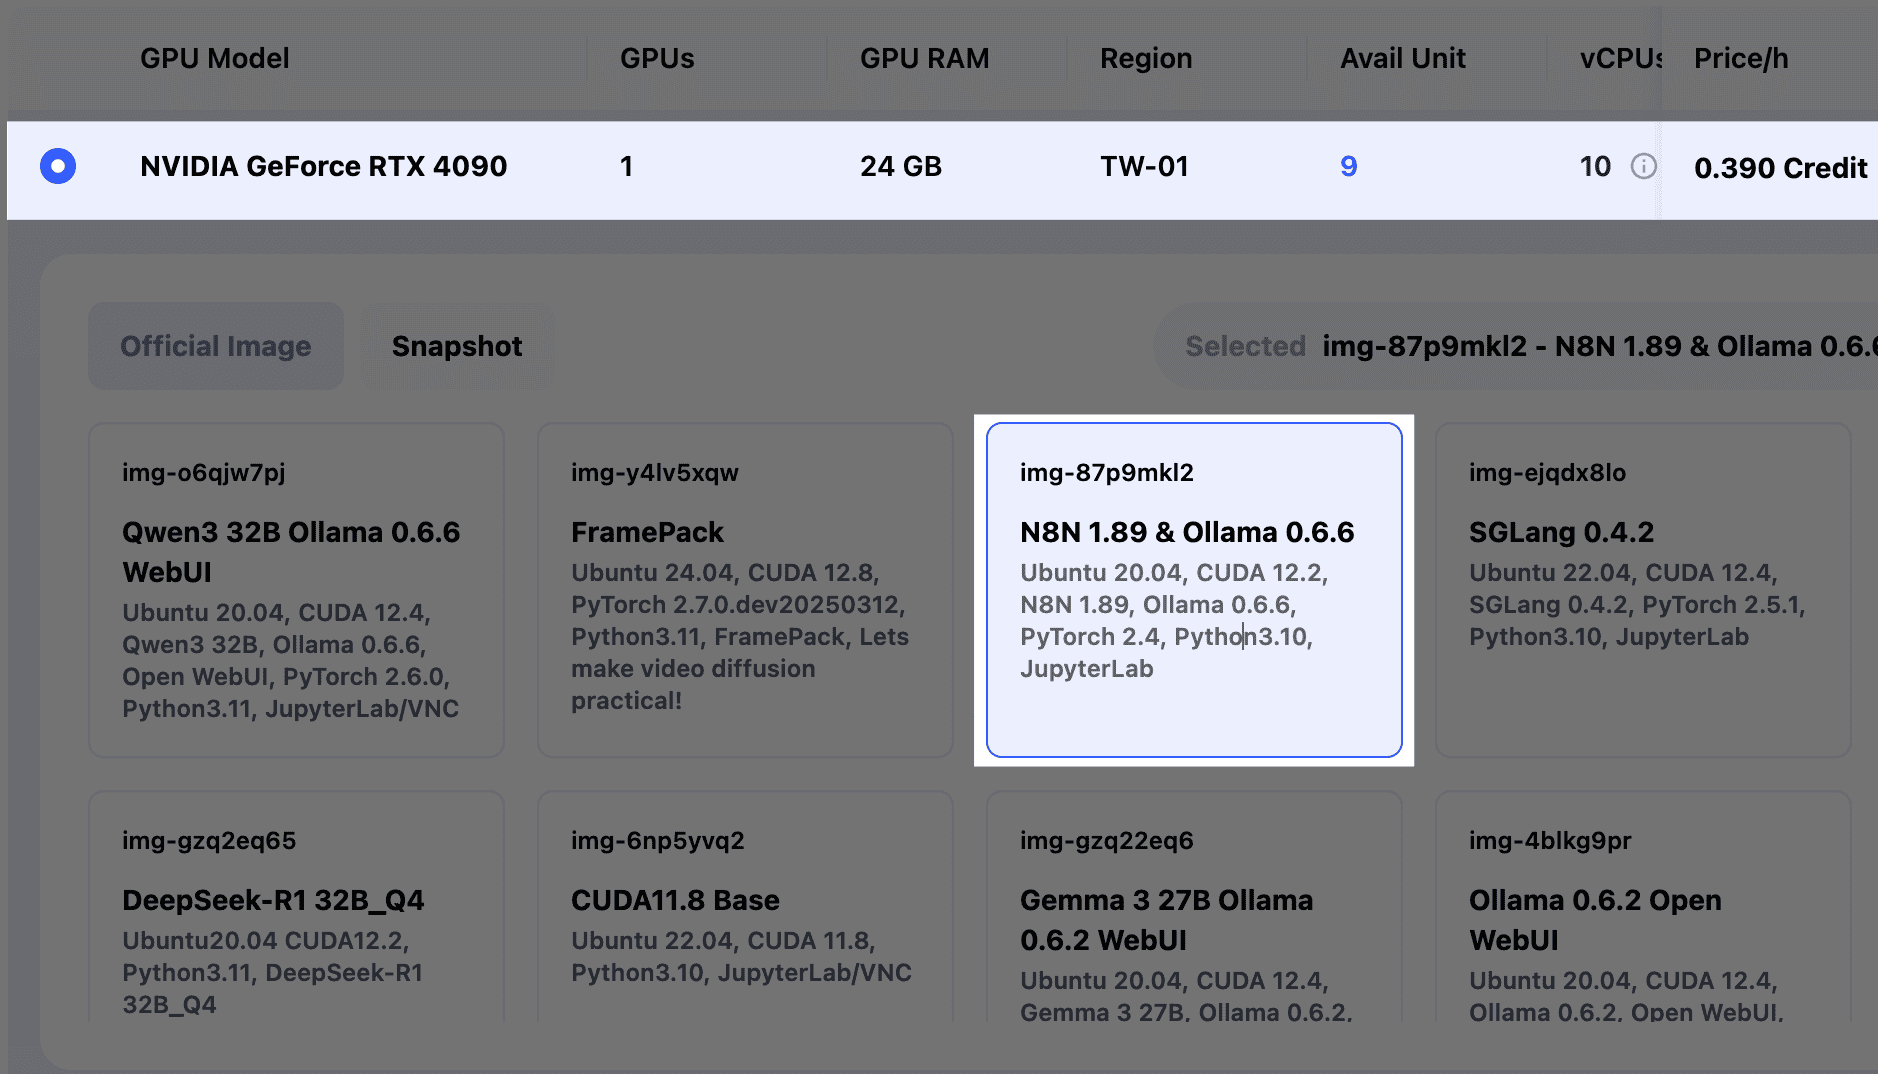 GPU Model GPUs GPU RAM Region Avail Unit vCPUs Price/h
NVIDIA GeForce RTX 4090 1 24 GB TW-01 9 10 0.390 Credit
Official Image Snapshot Selected img-87p9mkl2 - N8N 1.89 & Ollama 0.6.6
img-o6qjw7pj
Qwen3 32B Ollama 0.6.6
WebUI
Ubuntu 20.04, CUDA 12.4,
Qwen3 32B, Ollama 0.6.6,
Open WebUI, PyTorch 2.6.0,
Python3.11, JupyterLab/VNC
img-y4lv5xqw
FramePack
Ubuntu 24.04, CUDA 12.8,
PyTorch 2.7.0.dev20250312,
Python3.11, FramePack, Lets
make video diffusion
practical!
img-87p9mkl2
N8N 1.89 & Ollama 0.6.6
Ubuntu 20.04, CUDA 12.2,
N8N 1.89, Ollama 0.6.6,
PyTorch 2.4, Python3.10,
JupyterLab
img-ejqdx8lo
SGLang 0.4.2
Ubuntu 22.04, CUDA 12.4,
SGLang 0.4.2, PyTorch 2.5.1,
Python3.10, JupyterLab
img-gzq2eq65
DeepSeek-R1 32B_Q4
Ubuntu20.04 CUDA12.2,
Python3.11, DeepSeek-R1
32B_Q4
img-6np5yvq2
CUDA11.8 Base
Ubuntu 22.04, CUDA 11.8,
Python3.10, JupyterLab/VNC
img-gzq22eq6
Gemma 3 27B Ollama
0.6.2 WebUI
Ubuntu 20.04, CUDA 12.4,
Gemma 3 27B, Ollama 0.6.2,
img-4blkg9pr
Ollama 0.6.2 Open
WebUI
Ubuntu 20.04, CUDA 12.4,
Ollama 0.6.2, Open WebUI,